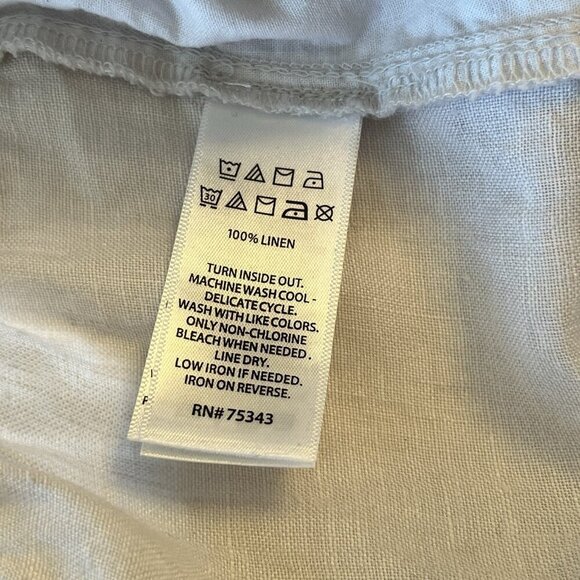 30
100% LINEN
TURN INSIDE OUT.
MACHINE WASH COOL -
DELICATE CYCLE.
WASH WITH LIKE COLORS.
ONLY NON-CHLORINE
BLEACH WHEN NEEDED.
LINE DRY.
LOW IRON IF NEEDED.
IRON ON REVERSE.
RN# 75343